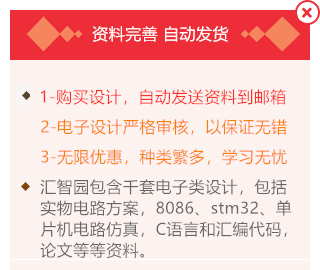 资料完善 自动发货
1-购买设计，自动发送资料到邮箱
2-电子设计严格审核，以保证无错
3-无限优惠，种类繁多，学习无忧
汇智园包含千套电子类设计，包括
实物电路方案，8086、stm32、单
片机电路仿真，C语言和汇编代码，
论文等等资料。